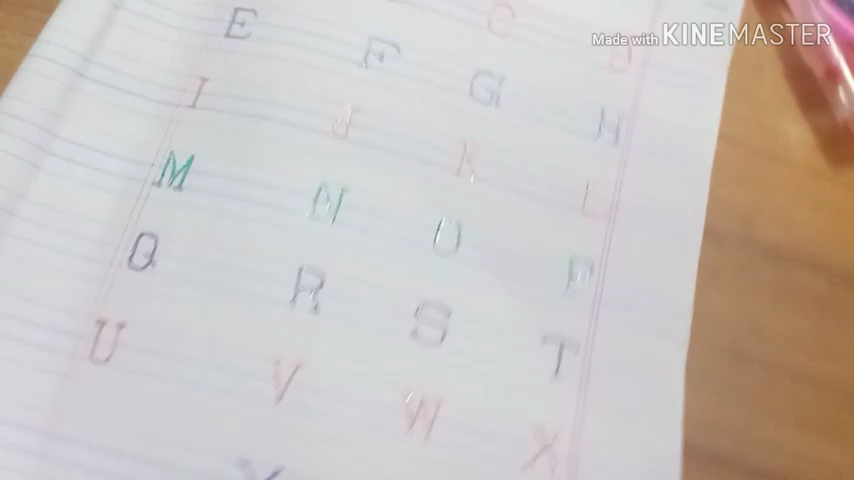 Made with KINEMASTER
C D
E F G H
I J K L
M N O P
Q R S T
U V W X
Y